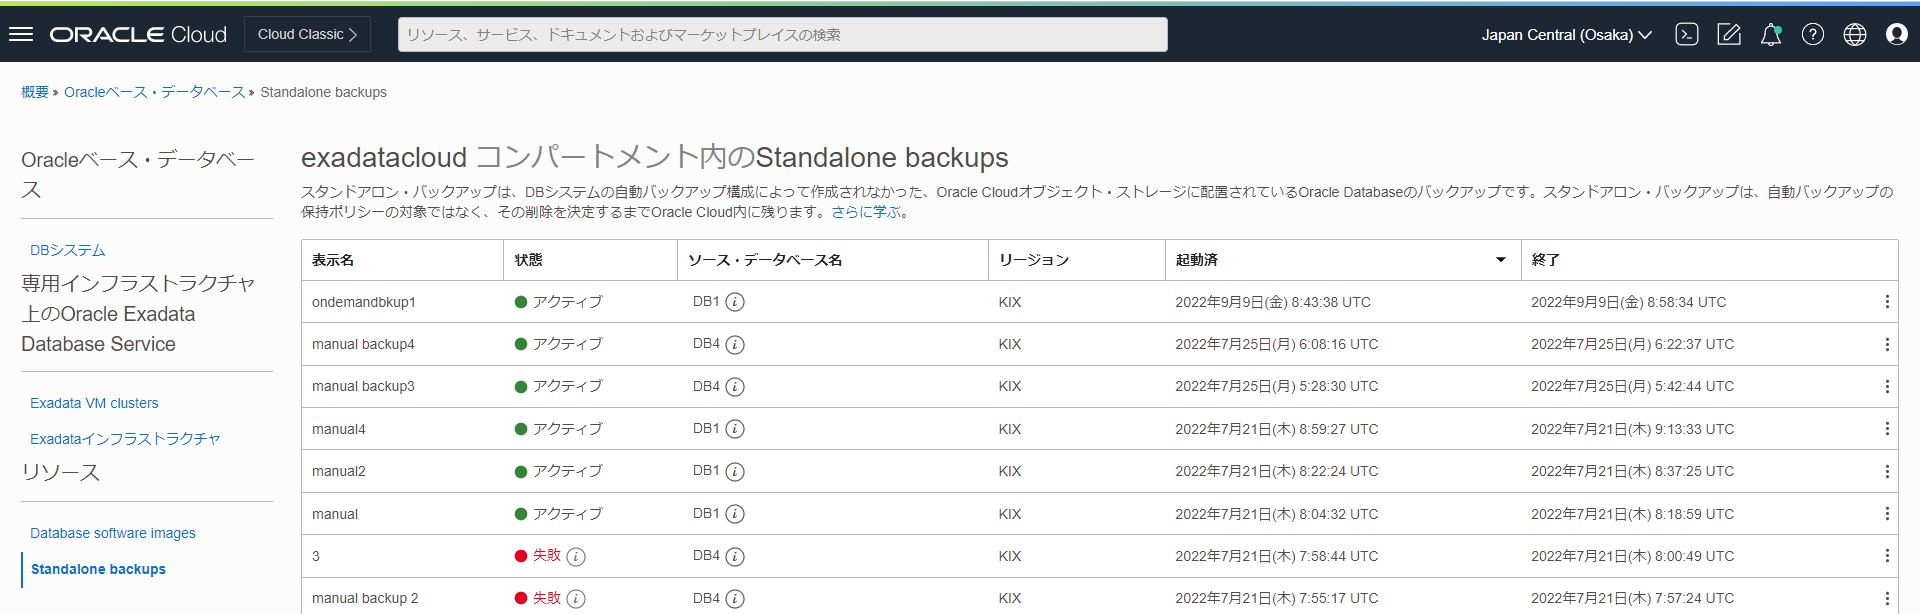 ORACLE Cloud
Cloud Classic
リソース、サービス、ドキュメントおよびマーケットプレイスの検索
Japan Central (Osaka)
概要 » Oracleベース・データベース » Standalone backups
Oracleベース・データベー
ス
DBシステム
専用インフラストラクチャ
上のOracle Exadata
Database Service
Exadata VM clusters
Exadataインフラストラクチャ
リソース
Database software images
Standalone backups
exadatacloud コンパートメント内のStandalone backups
スタンドアロン・バックアップは、DBシステムの自動バックアップ構成によって作成されなかった、Oracle Cloudオブジェクト・ストレージに配置されているOracle Databaseのバックアップです。スタンドアロン・バックアップは、自動バックアップの
保持ポリシーの対象ではなく、その削除を決定するまでOracle Cloud内に残ります。さらに学ぶ。
表示名 状態 ソース・データベース名 リージョン 起動済 終了
ondemandbkup1 アクティブ DB1 KIX 2022年9月9日(金) 8:43:38 UTC 2022年9月9日(金) 8:58:34 UTC
manual backup4 アクティブ DB4 KIX 2022年7月25日(月) 6:08:16 UTC 2022年7月25日(月) 6:22:37 UTC
manual backup3 アクティブ DB4 KIX 2022年7月25日(月) 5:28:30 UTC 2022年7月25日(月) 5:42:44 UTC
manual4 アクティブ DB1 KIX 2022年7月21日(木) 8:59:27 UTC 2022年7月21日(木) 9:13:33 UTC
manual2 アクティブ DB1 KIX 2022年7月21日(木) 8:22:24 UTC 2022年7月21日(木) 8:37:25 UTC
manual アクティブ DB1 KIX 2022年7月21日(木) 8:04:32 UTC 2022年7月21日(木) 8:18:59 UTC
3 失敗 DB4 KIX 2022年7月21日(木) 7:58:44 UTC 2022年7月21日(木) 8:00:49 UTC
manual backup 2 失敗 DB4 KIX 2022年7月21日(木) 7:55:17 UTC 2022年7月21日(木) 7:57:24 UTC